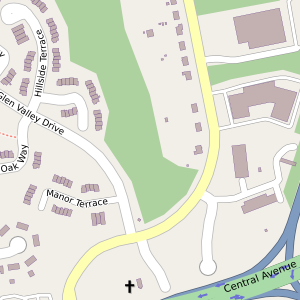 Hillside Terrace
Glen Valley Drive
Oak Way
Manor Terrace
Central Avenue